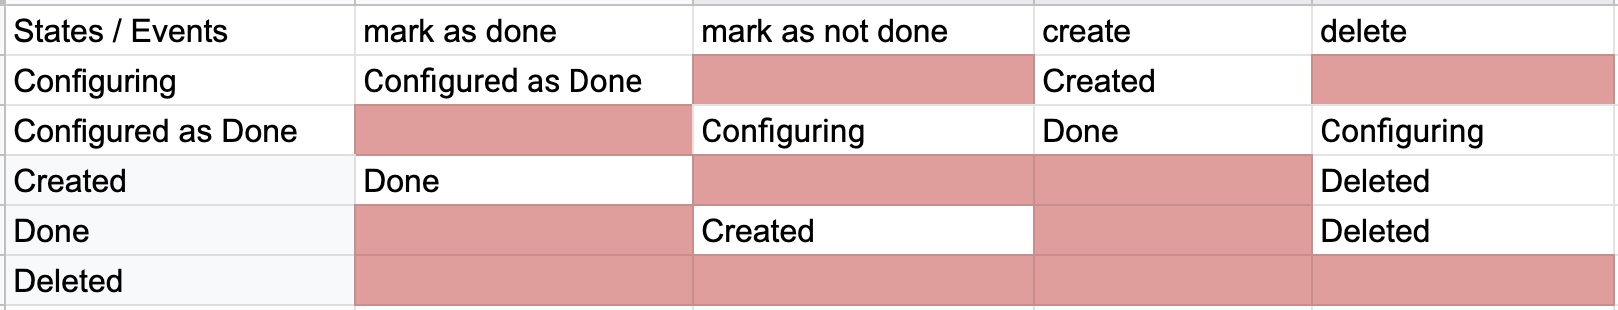 States / Events mark as done mark as not done create delete
Configuring Configured as Done Created
Configured as Done Configuring Done Configuring
Created Done Deleted
Done Created Deleted
Deleted